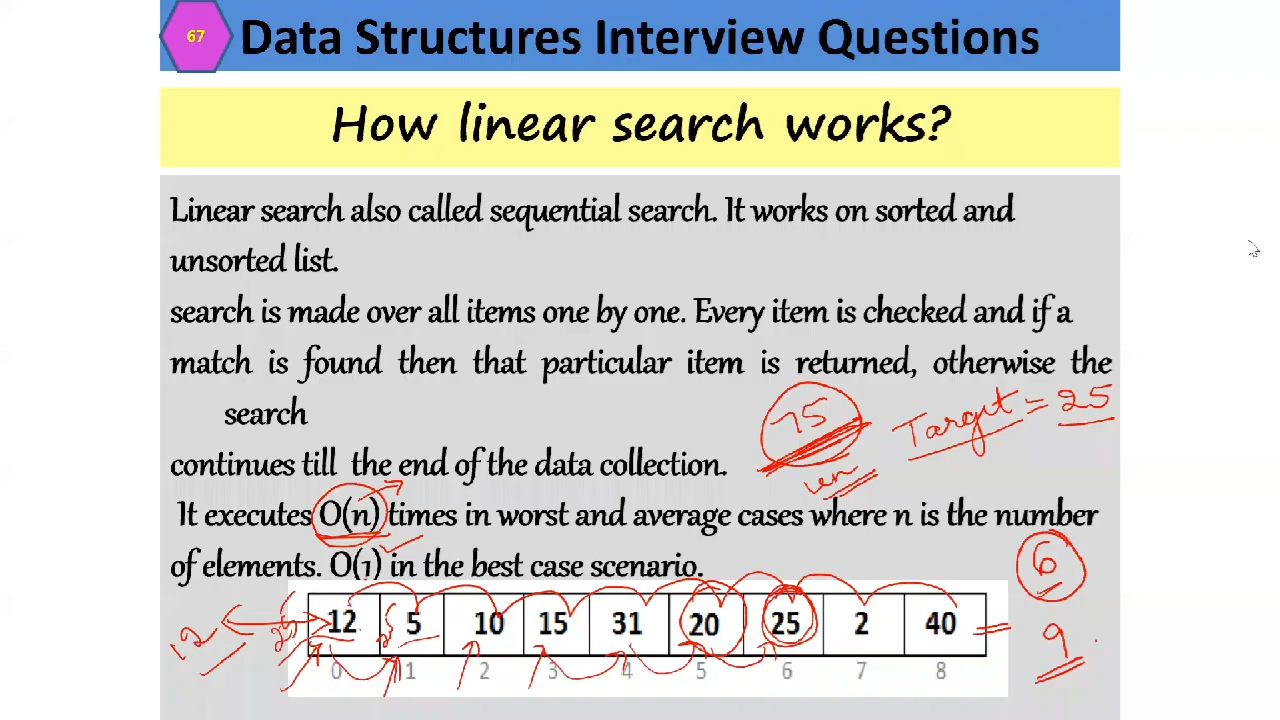 67
Data Structures Interview Questions
How linear search works?
Linear search also called sequential search. It works on sorted and
unsorted list.
search is made over all items one by one. Every item is checked and if a
match is found then that particular item is returned, otherwise the
search
75
Target = 25
continues till the end of the data collection.
It executes O(n) times in worst and average cases where n is the number
of elements. O(1) in the best case scenario.
6
12 25 12 25 5 10 15 31 20 25 2 40 = 9
0 1 2 3 4 5 6 7 8